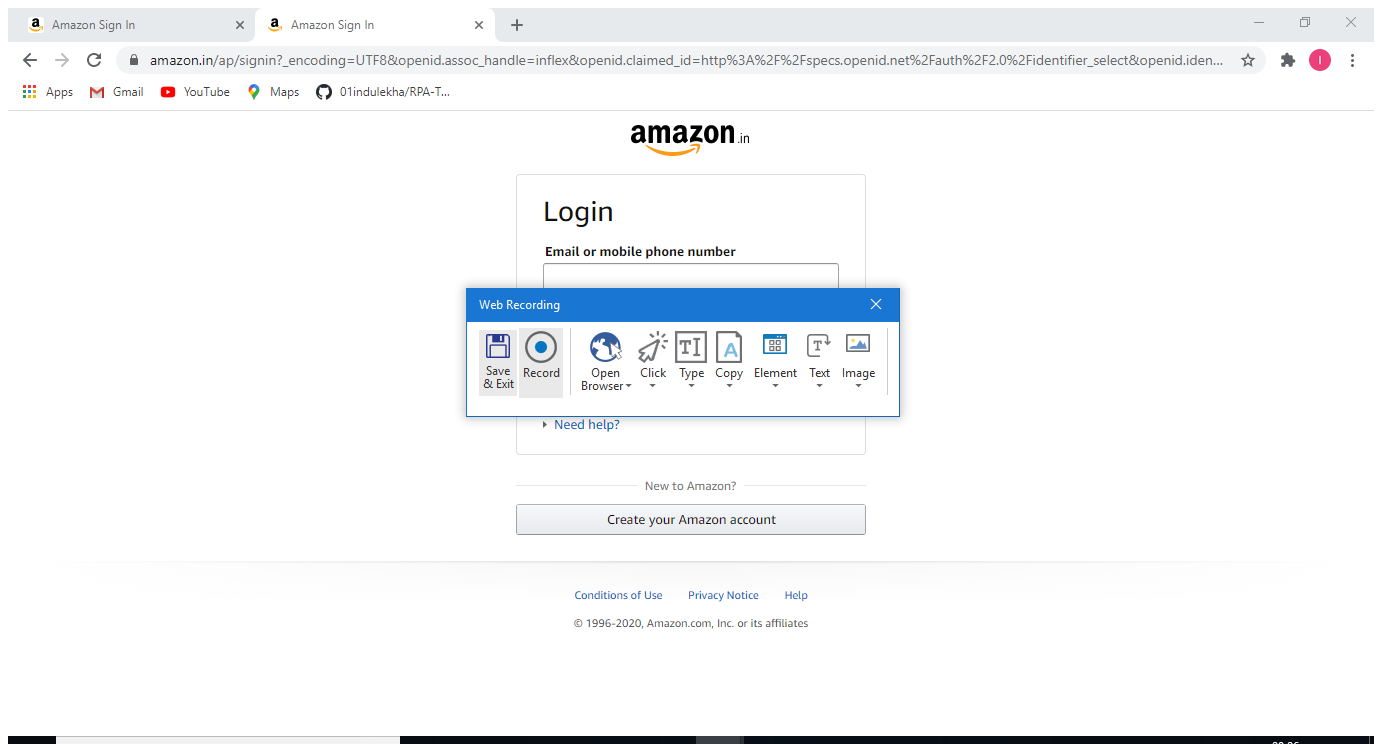 Amazon Sign In
Amazon Sign In
amazon.in/ap/signin?_encoding=UTF8&openid.assoc_handle=inflex&openid.claimed_id=http%3A%2F%2Fspecs.openid.net%2Fauth%2F2.0%2Fidentifier_select&openid.iden...
I
Apps
Gmail
YouTube
Maps
01indulekha/RPA-T...
amazon.in
Login
Email or mobile phone number
Web Recording
Save & Exit
Record
Open Browser
Click
Type
Copy
Element
Text
Image
Need help?
New to Amazon?
Create your Amazon account
Conditions of Use Privacy Notice Help
© 1996-2020, Amazon.com, Inc. or its affiliates